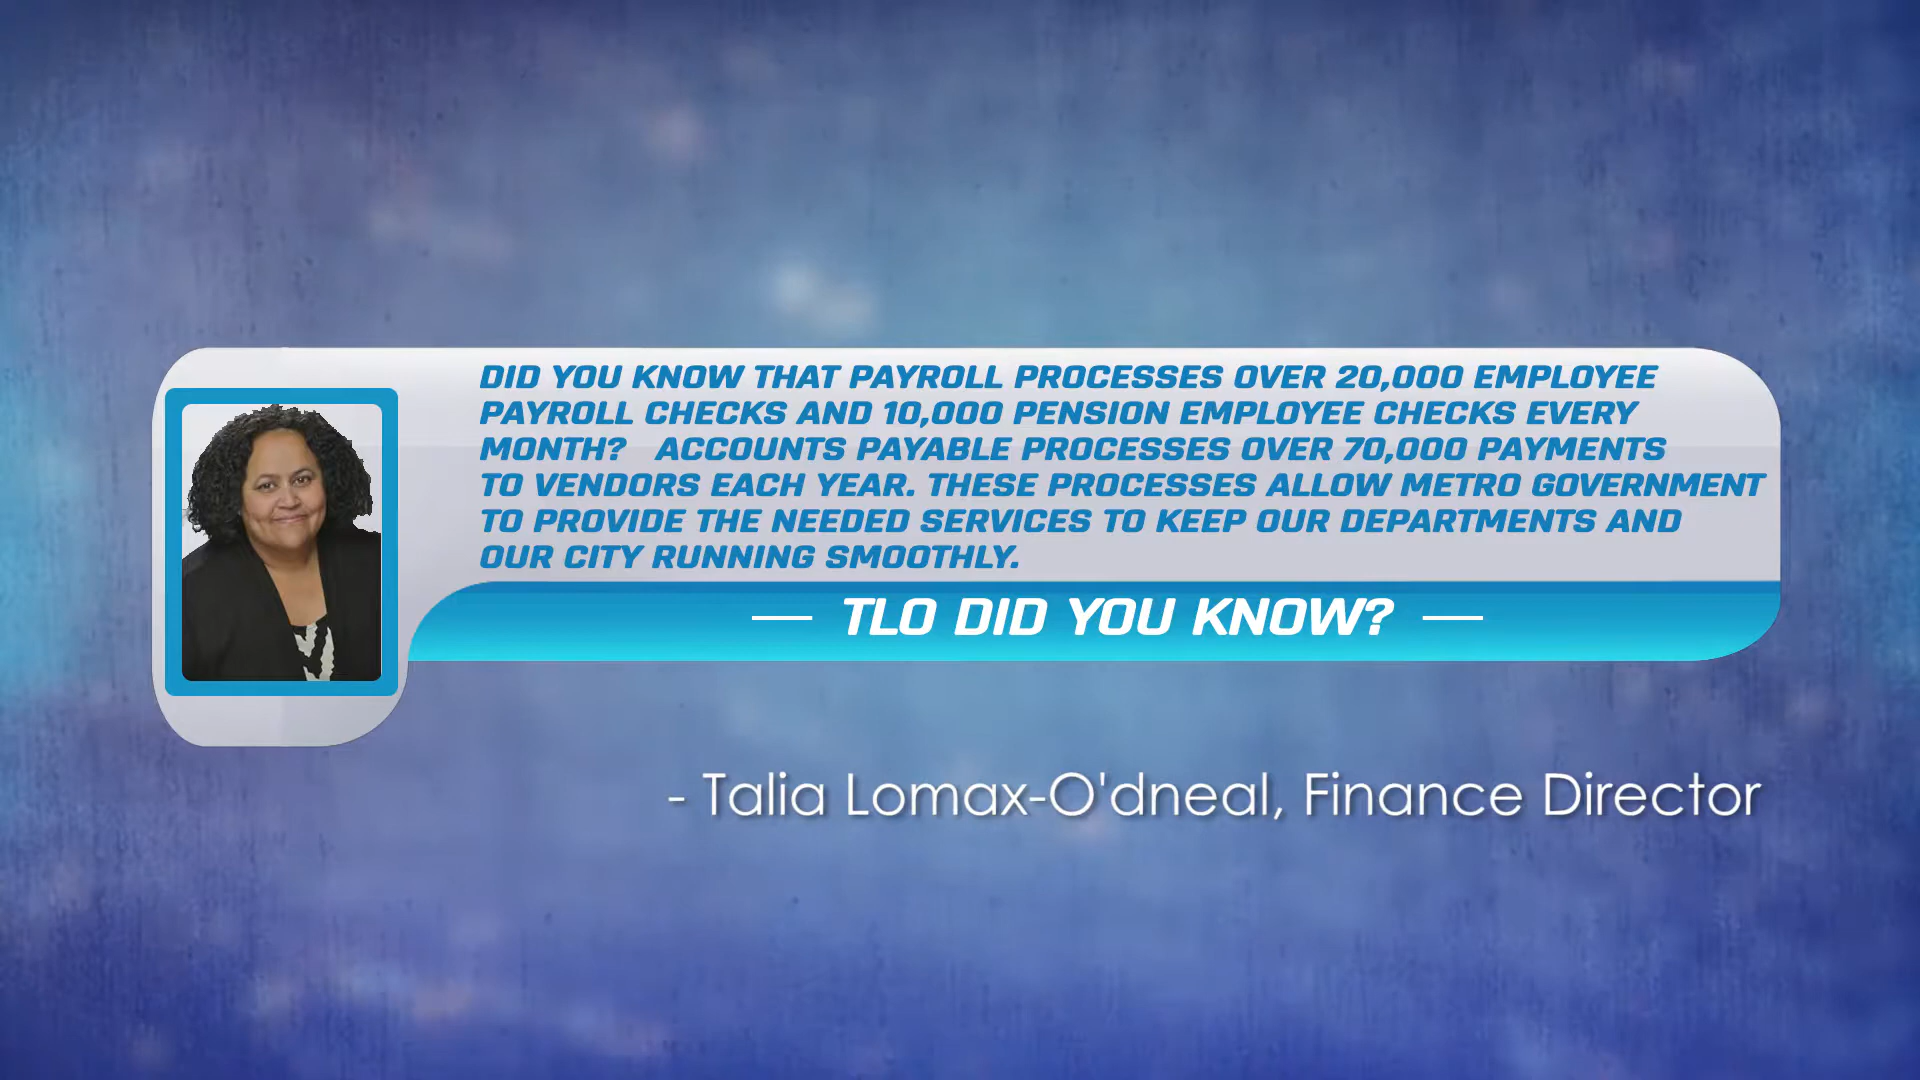 DID YOU KNOW THAT PAYROLL PROCESSES OVER 20,000 EMPLOYEE
PAYROLL CHECKS AND 10,000 PENSION EMPLOYEE CHECKS EVERY
MONTH?   ACCOUNTS PAYABLE PROCESSES OVER 70,000 PAYMENTS
TO VENDORS EACH YEAR. THESE PROCESSES ALLOW METRO GOVERNMENT
TO PROVIDE THE NEEDED SERVICES TO KEEP OUR DEPARTMENTS AND
OUR CITY RUNNING SMOOTHLY.
— TLO DID YOU KNOW? —
- Talia Lomax-O'dneal, Finance Director